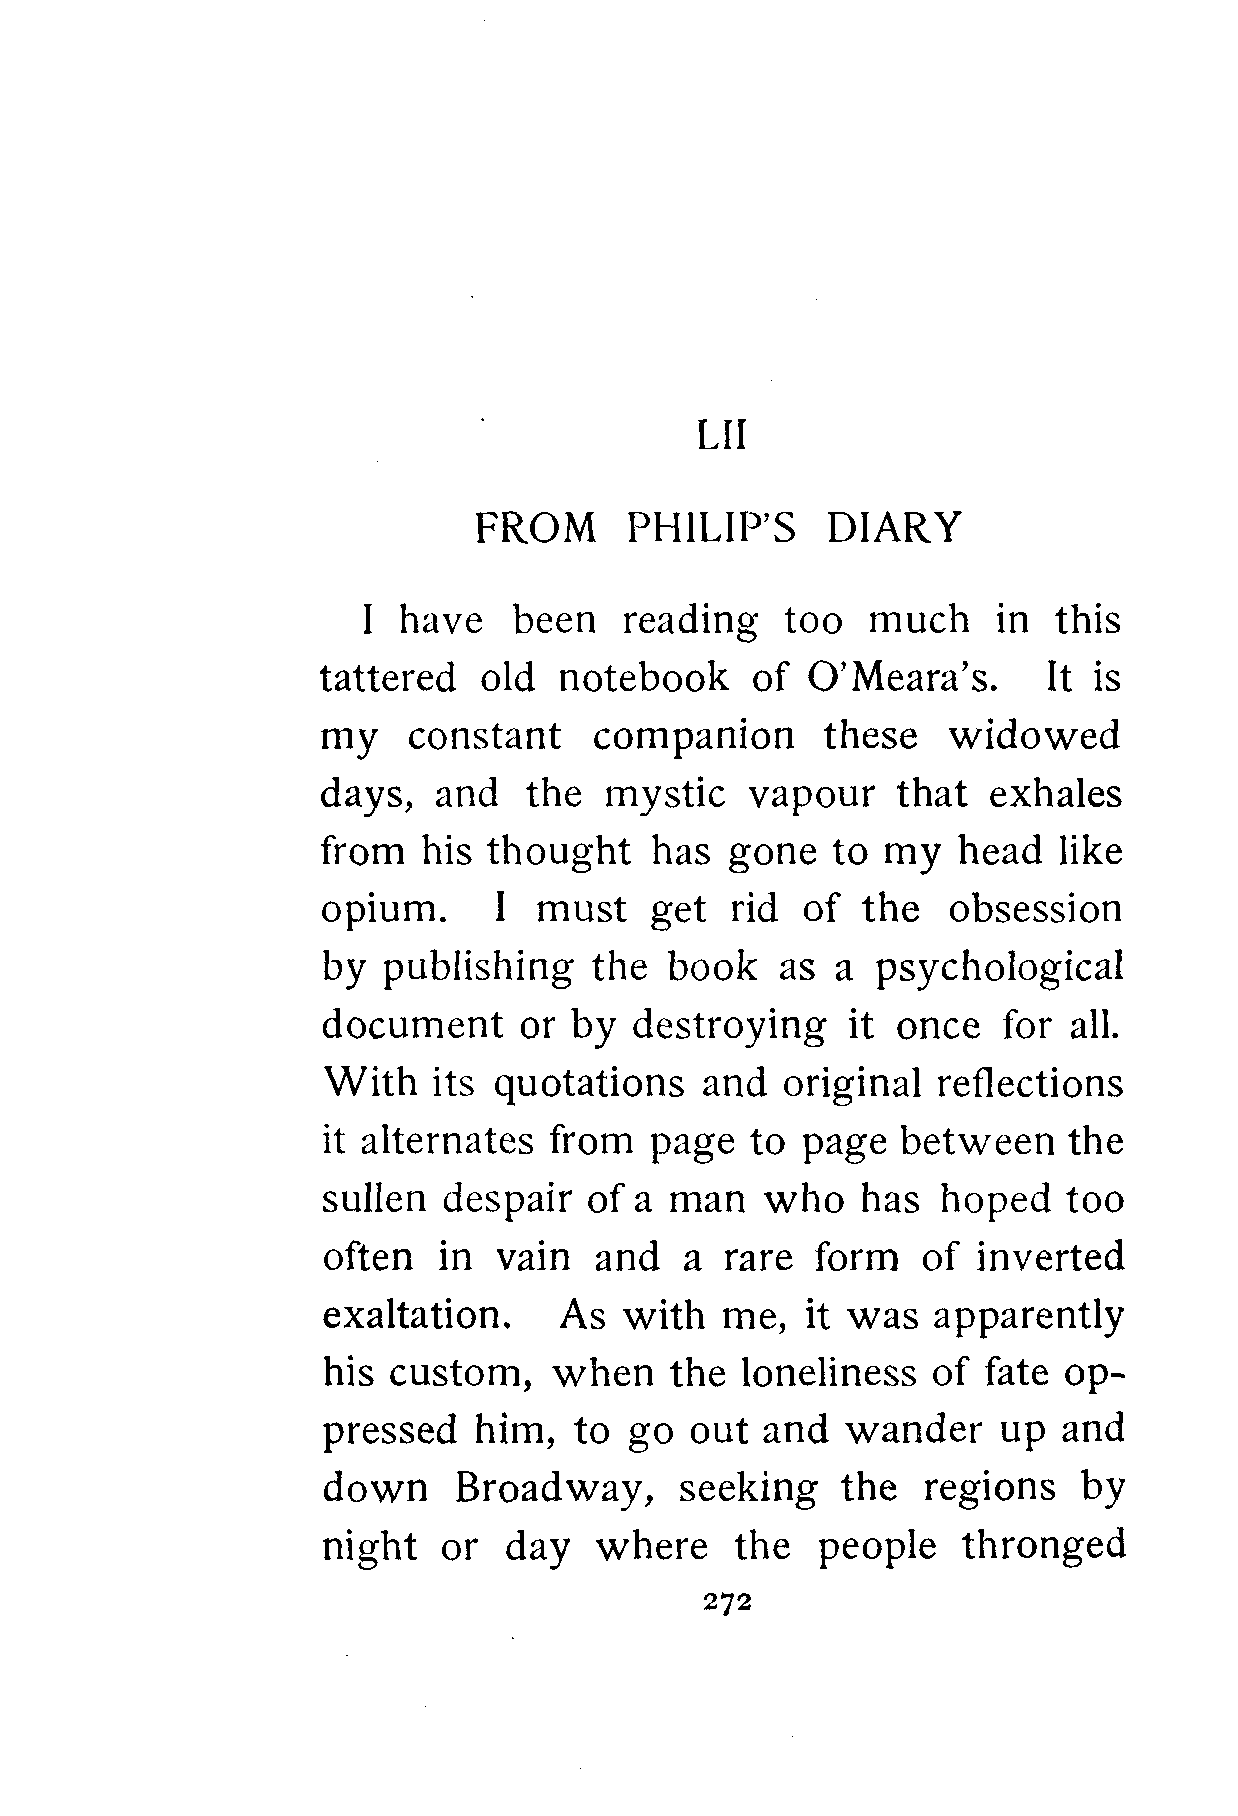 LII
FROM PHILIP'S DIARY
I have been reading too much in this
tattered old notebook of O'Meara's. It is
my constant companion these widowed
days, and the mystic vapour that exhales
from his thought has gone to my head like
opium. I must get rid of the obsession
by publishing the book as a psychological
document or by destroying it once for all.
With its quotations and original reflections
it alternates from page to page between the
sullen despair of a man who has hoped too
often in vain and a rare form of inverted
exaltation. As with me, it was apparently
his custom, when the loneliness of fate op-
pressed him, to go out and wander up and
down Broadway, seeking the regions by
night or day where the people thronged
272